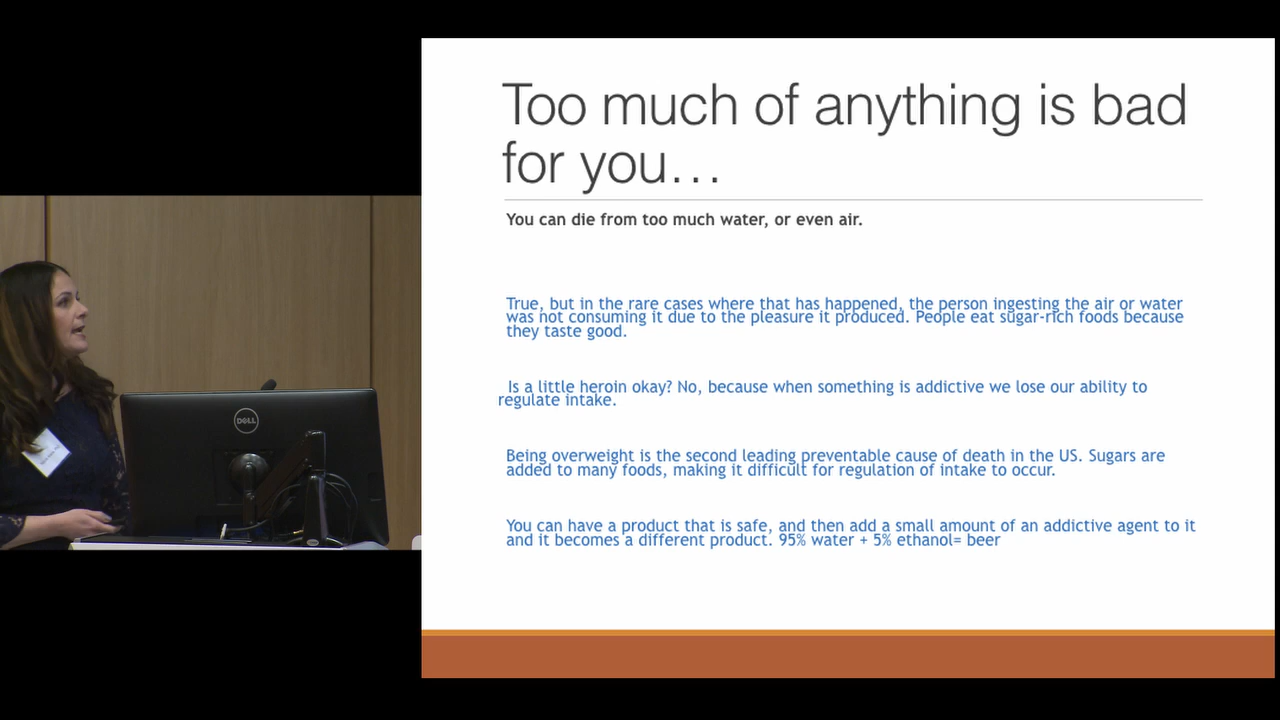 Too much of anything is bad
for you...
You can die from too much water, or even air.
True, but in the rare cases where that has happened, the person ingesting the air or water
was not consuming it due to the pleasure it produced. People eat sugar-rich foods because
they taste good.
Is a little heroin okay? No, because when something is addictive we lose our ability to
regulate intake.
Being overweight is the second leading preventable cause of death in the US. Sugars are
added to many foods, making it difficult for regulation of intake to occur.
You can have a product that is safe, and then add a small amount of an addictive agent to it
and it becomes a different product. 95% water + 5% ethanol= beer
DELL